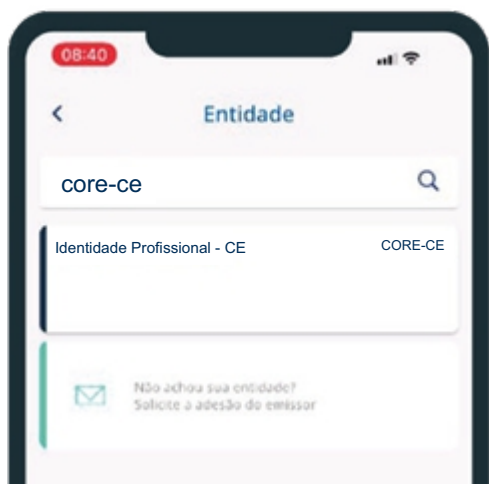 08:40
Entidade
core-ce
Identidade Profissional - CE CORE-CE
Não achou sua entidade?
Solicite a adesão do emissor